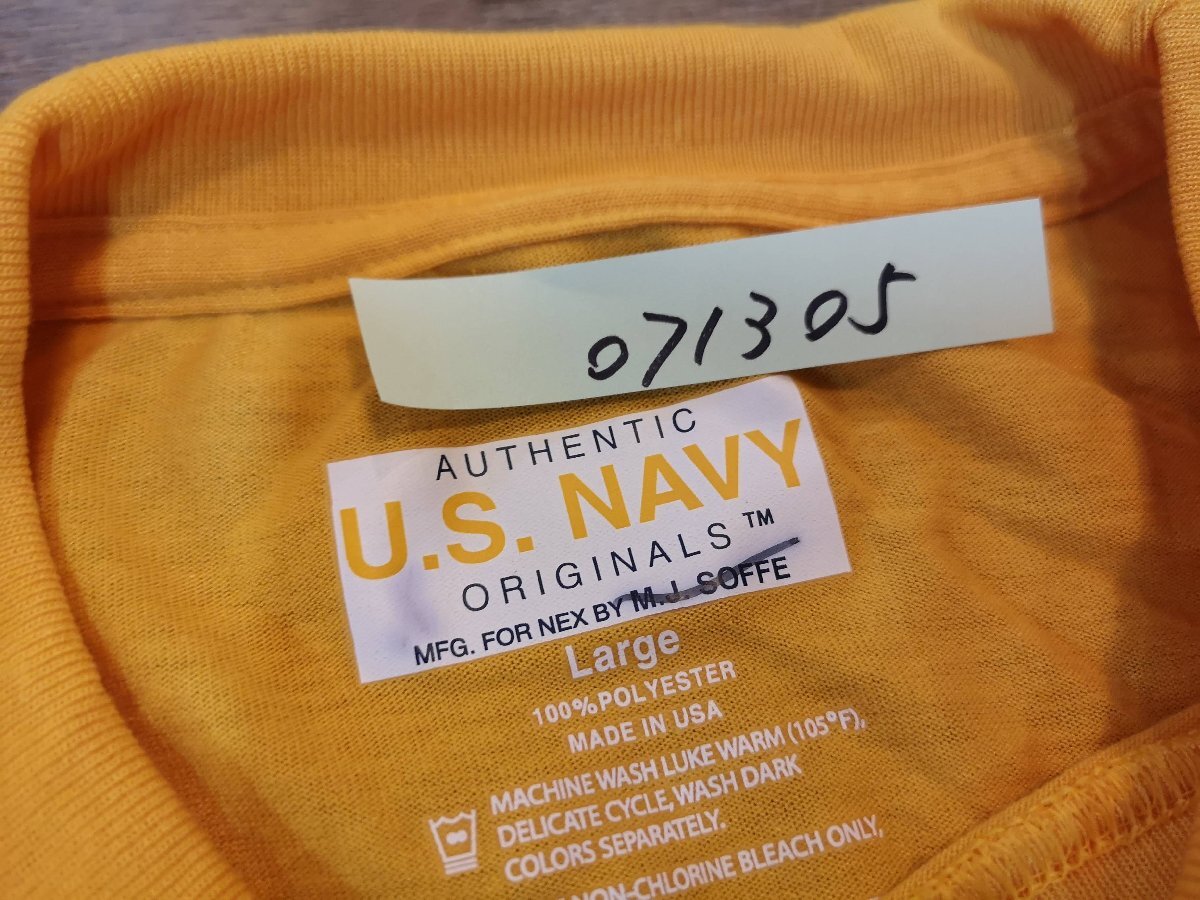 071305
AUTHENTIC
U.S. NAVY
ORIGINALS™
MFG. FOR NEX BY M.J. SOFFE
Large
100% POLYESTER
MADE IN USA
MACHINE WASH LUKE WARM (105°F),
DELICATE CYCLE, WASH DARK
COLORS SEPARATELY.
NON-CHLORINE BLEACH ONLY,